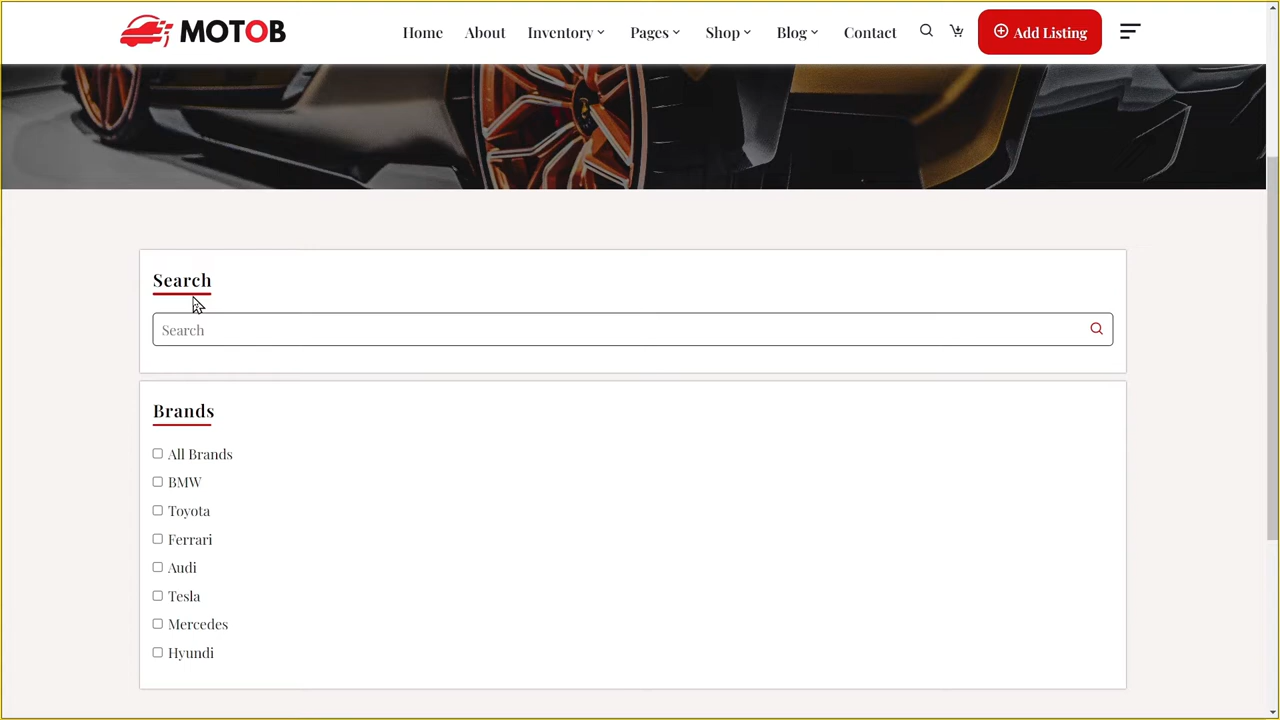 MOTOB
Home About Inventory Pages Shop Blog Contact Add Listing
Search
Search
Brands
All Brands
BMW
Toyota
Ferrari
Audi
Tesla
Mercedes
Hyundi